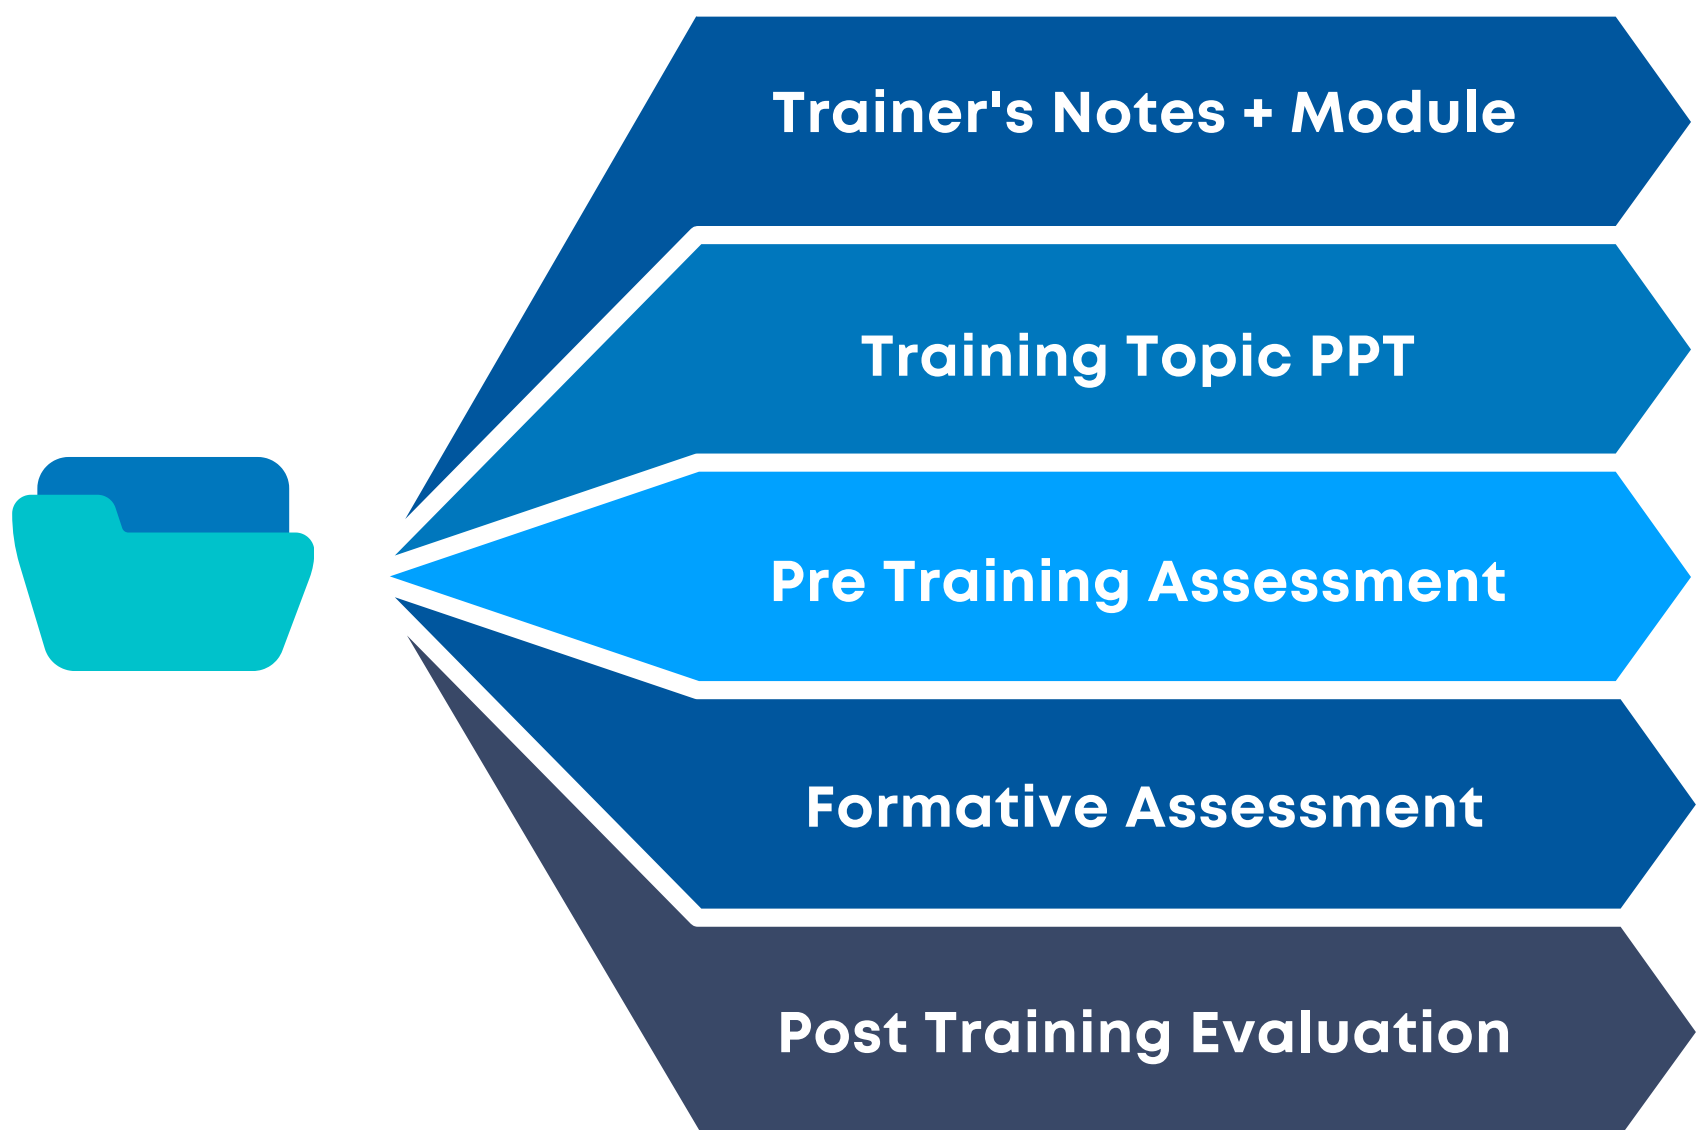 Trainer's Notes + Module
Training Topic PPT
Pre Training Assessment
Formative Assessment
Post Training Evaluation